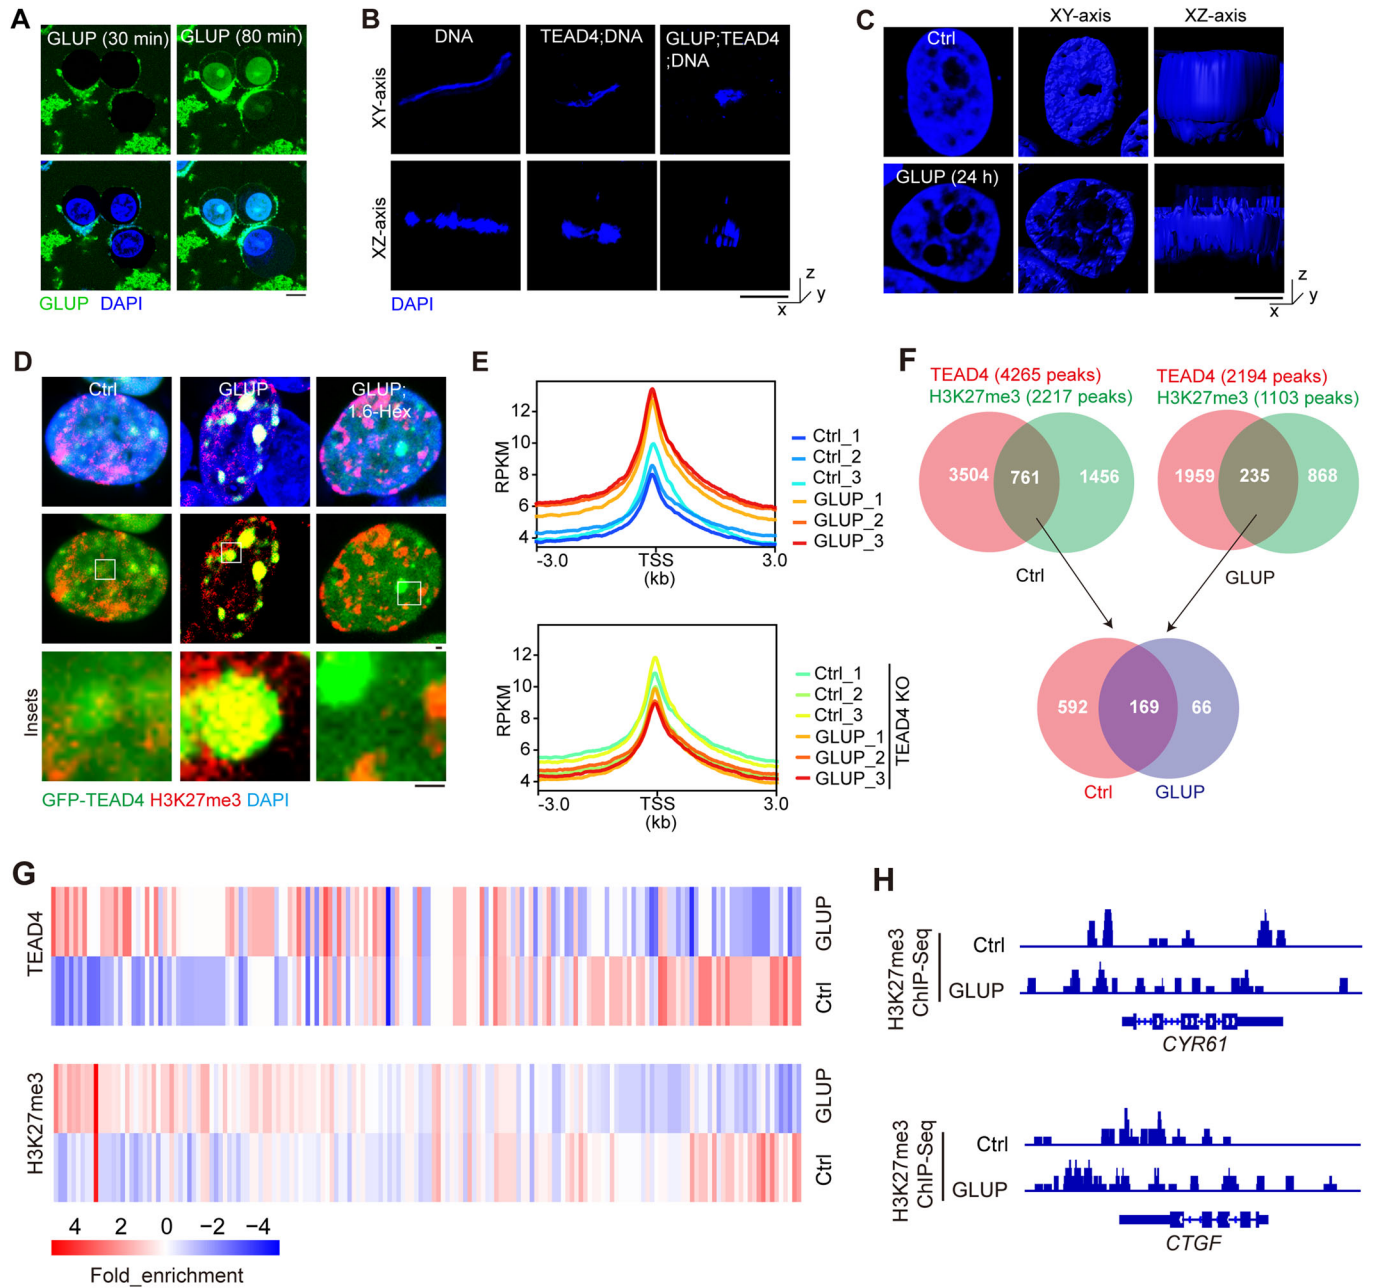 A
GLUP (30 min)
GLUP (80 min)
GLUP DAPI
B
DNA
TEAD4;DNA
GLUP;TEAD4
;DNA
XY-axis
XZ-axis
DAPI
z
y
x
C
XY-axis
XZ-axis
Ctrl
GLUP (24 h)
z
y
x
D
Ctrl
GLUP
GLUP;
1.6-Hex
Insets
GFP-TEAD4 H3K27me3 DAPI
E
RPKM
12
10
8
6
4
-3.0
TSS
3.0
(kb)
Ctrl_1
Ctrl_2
Ctrl_3
GLUP_1
GLUP_2
GLUP_3
RPKM
12
10
8
6
4
-3.0
TSS
3.0
(kb)
Ctrl_1
Ctrl_2
Ctrl_3
GLUP_1
GLUP_2
GLUP_3
TEAD4 KO
F
TEAD4 (4265 peaks)
H3K27me3 (2217 peaks)
3504
761
1456
Ctrl
TEAD4 (2194 peaks)
H3K27me3 (1103 peaks)
1959
235
868
GLUP
592
169
66
Ctrl
GLUP
G
TEAD4
GLUP
Ctrl
H3K27me3
GLUP
Ctrl
4 2 0 −2 −4
Fold_enrichment
H
H3K27me3
ChIP-Seq
Ctrl
GLUP
CYR61
H3K27me3
ChIP-Seq
Ctrl
GLUP
CTGF